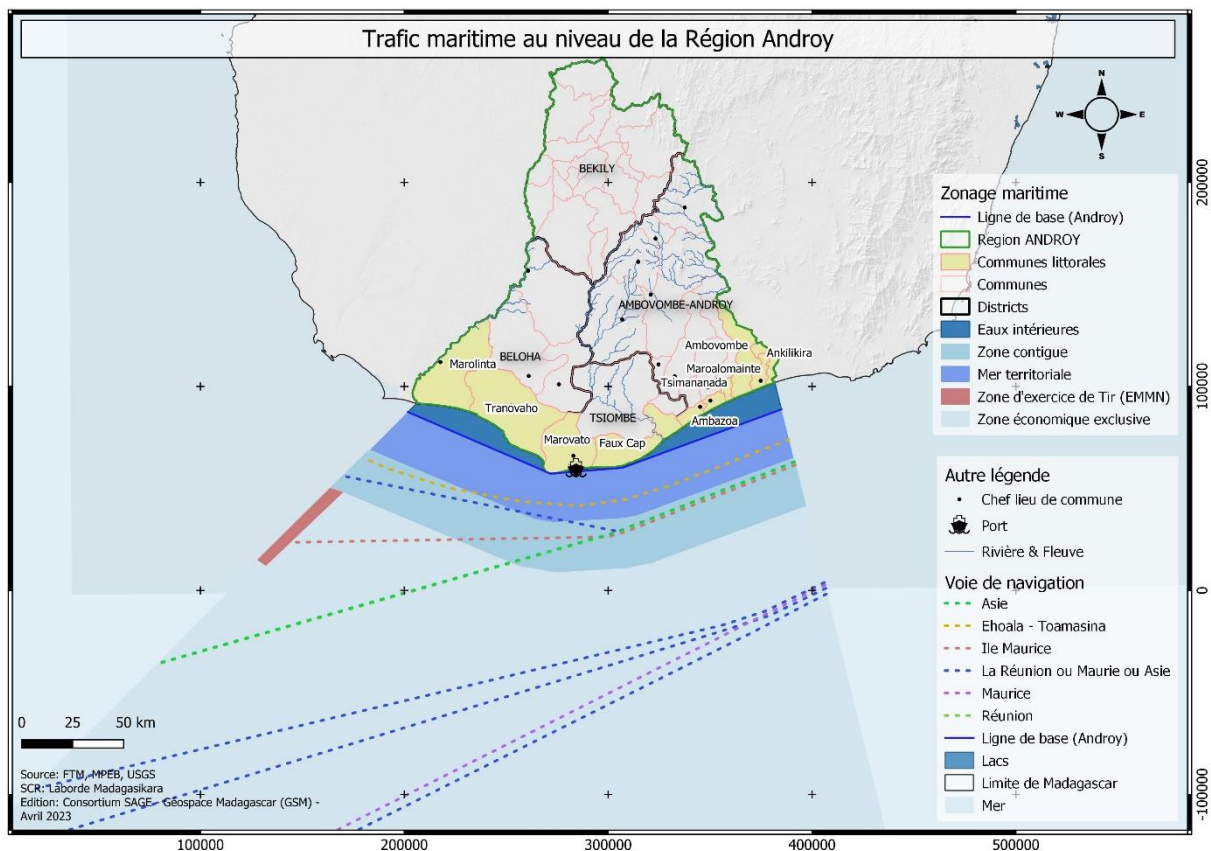 Trafic maritime au niveau de la Région Androy
N
W E
S
BEKILY
AMBOVOMBE-ANDROY
BELOHA
TSIOMBE
Marolinta
Tranovaho
Marovato
Faux Cap
Ambovombe
Ankilikira
Maroalomainte
Tsimananada
Ambazoa
Zonage maritime
Ligne de base (Androy)
Region ANDROY
Communes littorales
Communes
Districts
Eaux intérieures
Zone contigue
Mer territoriale
Zone d'exercice de Tir (EMMN)
Zone économique exclusive
Autre légende
Chef lieu de commune
Port
Rivière & Fleuve
Voie de navigation
Asie
Ehoala - Toamasina
Ile Maurice
La Réunion ou Maurie ou Asie
Maurice
Réunion
Ligne de base (Androy)
Lacs
Limite de Madagascar
Mer
0 25 50 km
Source: FTM, MPEB, USGS
SCR: Laborde Madagasikara
Edition: Consortium SAGE - Géospace Madagascar (GSM) -
Avril 2023
200000
100000
0
-100000
100000 200000 300000 400000 500000